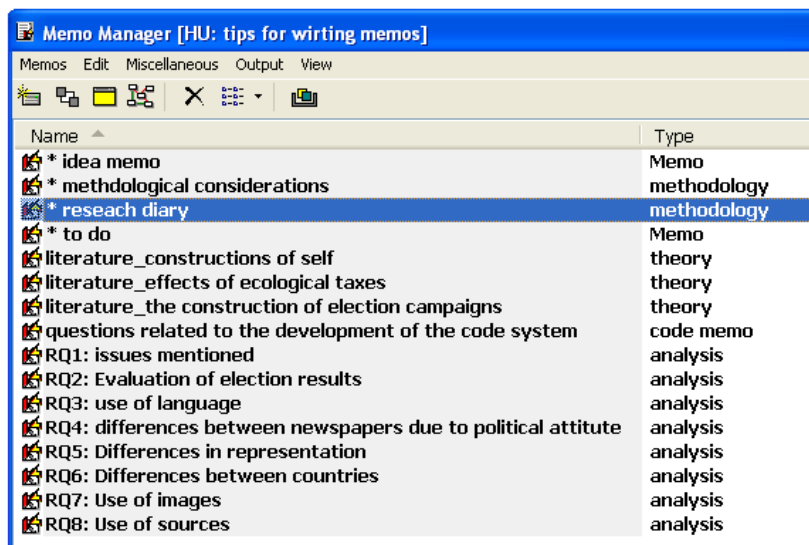 Memo Manager [HU: tips for wirting memos]
Memos Edit Miscellaneous Output View
Name Type
* idea memo Memo
* methdological considerations methodology
* reseach diary methodology
* to do Memo
literature_constructions of self theory
literature_effects of ecological taxes theory
literature_the construction of election campaigns theory
questions related to the development of the code system code memo
RQ1: issues mentioned analysis
RQ2: Evaluation of election results analysis
RQ3: use of language analysis
RQ4: differences between newspapers due to political attitute analysis
RQ5: Differences in representation analysis
RQ6: Differences between countries analysis
RQ7: Use of images analysis
RQ8: Use of sources analysis